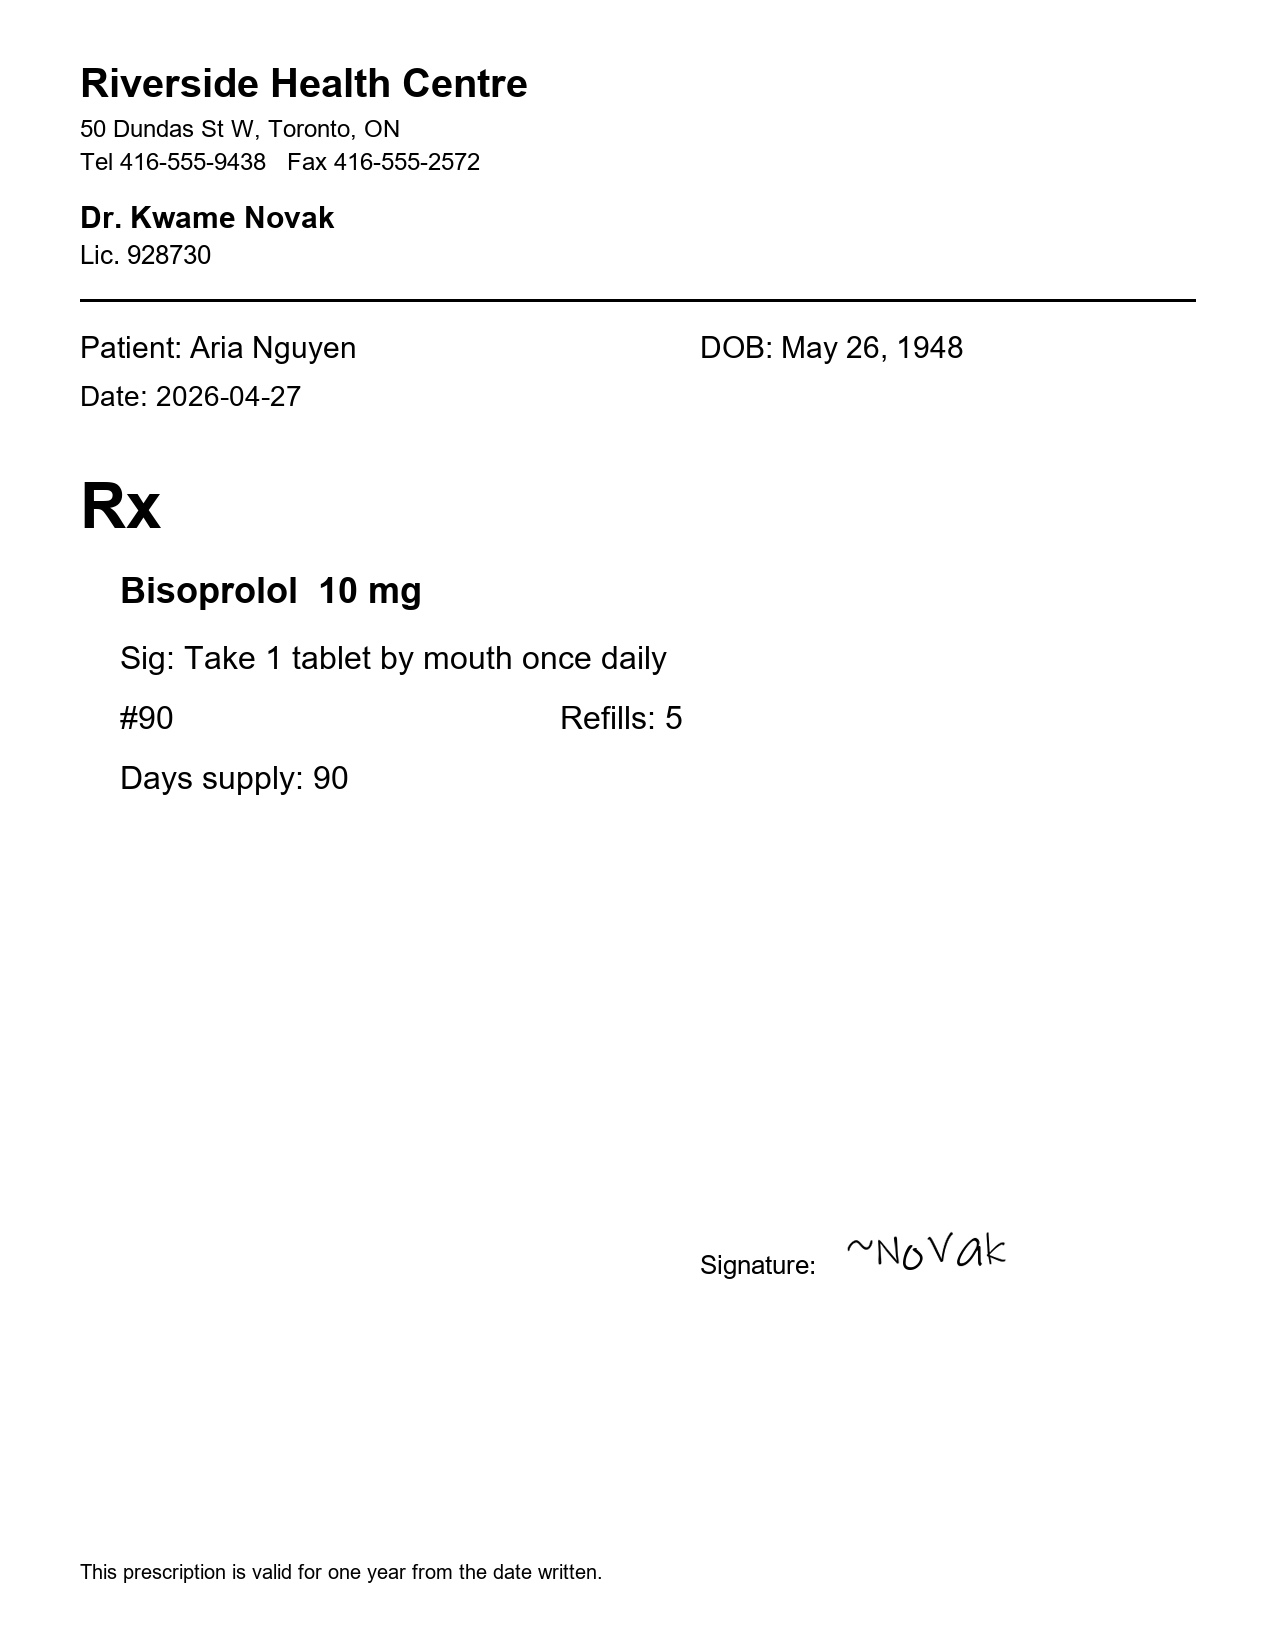 Riverside Health Centre
50 Dundas St W, Toronto, ON
Tel 416-555-9438 Fax 416-555-2572
Dr. Kwame Novak
Lic. 928730
Patient: Aria Nguyen DOB: May 26, 1948
Date: 2026-04-27
Rx
Bisoprolol 10 mg
Sig: Take 1 tablet by mouth once daily
#90 Refills: 5
Days supply: 90
Signature: ~Novak
This prescription is valid for one year from the date written.